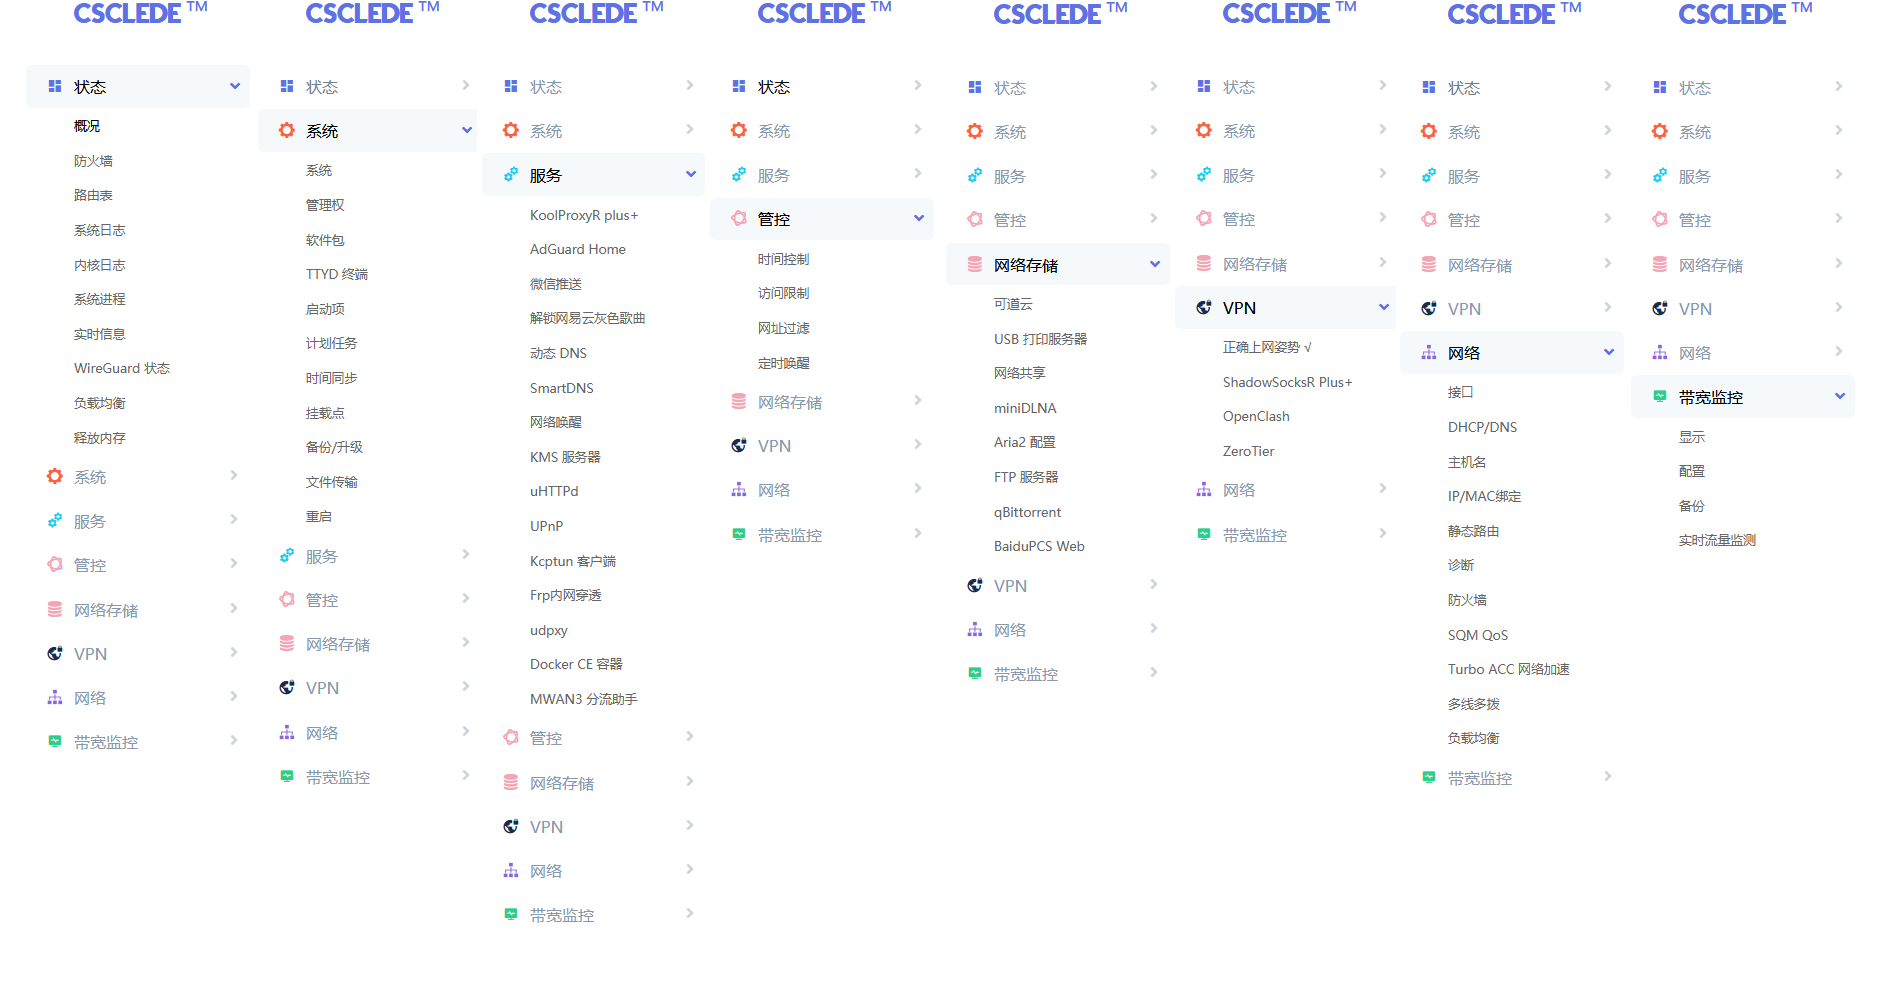 CSCLEDE TM
状态
概况
防火墙
路由表
系统日志
内核日志
系统进程
实时信息
WireGuard 状态
负载均衡
释放内存
系统
服务
管控
网络存储
VPN
网络
带宽监控
CSCLEDE TM
状态
系统
系统
管理权
软件包
TTYD 终端
启动项
计划任务
时间同步
挂载点
备份/升级
文件传输
重启
服务
管控
网络存储
VPN
网络
带宽监控
CSCLEDE TM
状态
系统
服务
KoolProxyR plus+
AdGuard Home
微信推送
解锁网易云灰色歌曲
动态 DNS
SmartDNS
网络唤醒
KMS 服务器
uHTTPd
UPnP
Kcptun 客户端
Frp内网穿透
udpxy
Docker CE 容器
MWAN3 分流助手
管控
网络存储
VPN
网络
带宽监控
CSCLEDE TM
状态
系统
服务
管控
时间控制
访问限制
网址过滤
定时唤醒
网络存储
VPN
网络
带宽监控
CSCLEDE TM
状态
系统
服务
管控
网络存储
可道云
USB 打印服务器
网络共享
miniDLNA
Aria2 配置
FTP 服务器
qBittorrent
BaiduPCS Web
VPN
网络
带宽监控
CSCLEDE TM
状态
系统
服务
管控
网络存储
VPN
正确上网姿势 √
ShadowSocksR Plus+
OpenClash
ZeroTier
网络
带宽监控
CSCLEDE TM
状态
系统
服务
管控
网络存储
VPN
网络
接口
DHCP/DNS
主机名
IP/MAC绑定
静态路由
诊断
防火墙
SQM QoS
Turbo ACC 网络加速
多线多拨
负载均衡
带宽监控
CSCLEDE TM
状态
系统
服务
管控
网络存储
VPN
网络
带宽监控
显示
配置
备份
实时流量监测